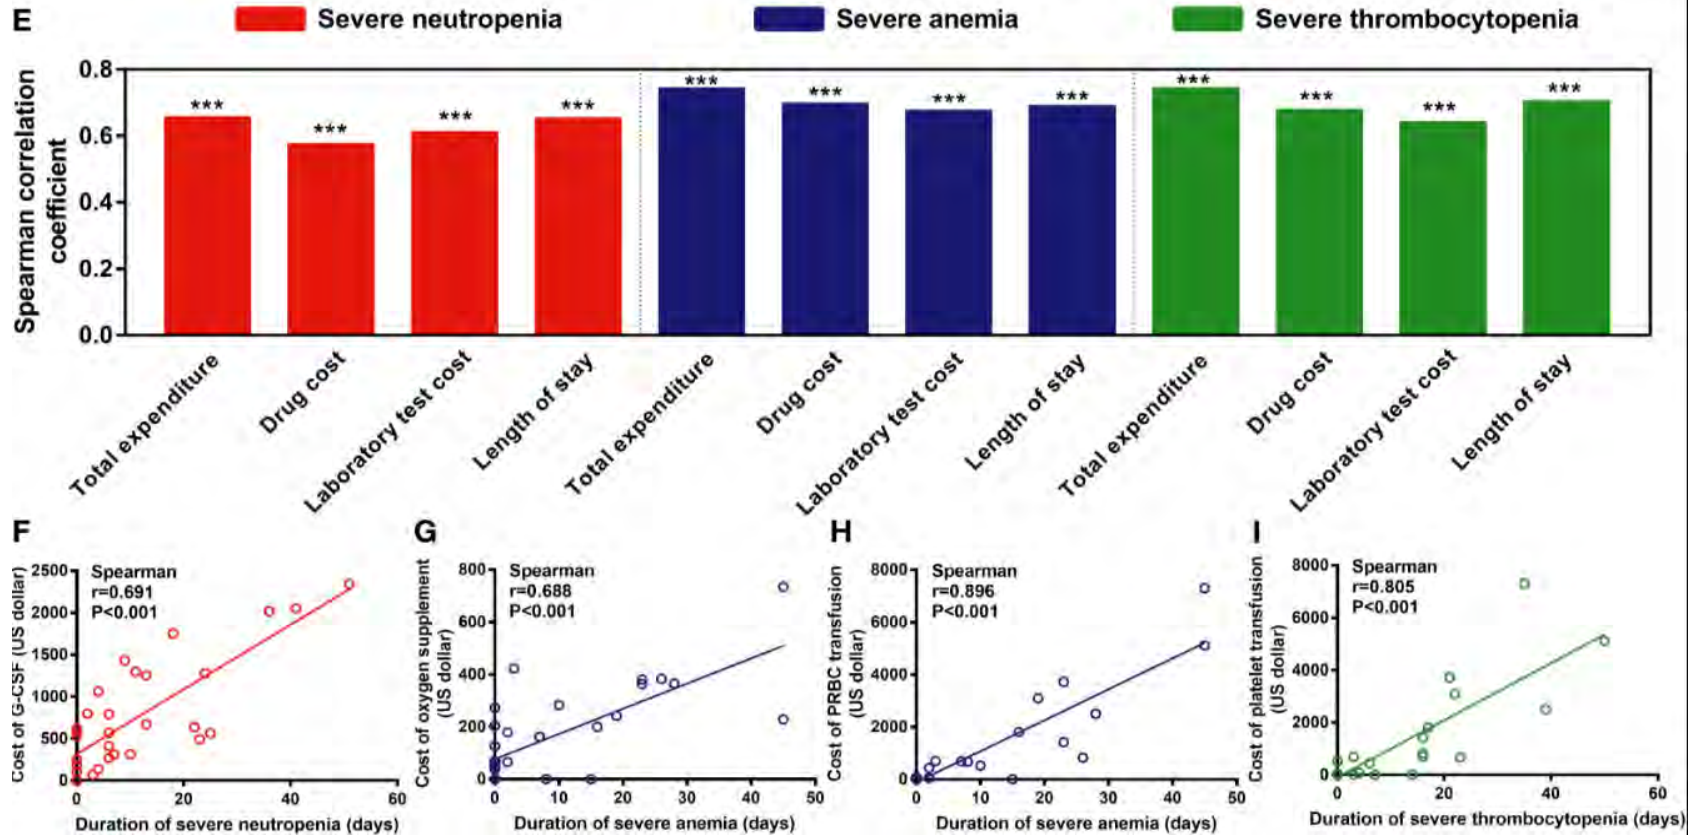 E
Severe neutropenia
Severe anemia
Severe thrombocytopenia
Spearman correlation
coefficient
0.8
0.6
0.4
0.2
0.0
***
***
***
***
***
***
***
***
***
***
***
***
Total expenditure
Drug cost
Laboratory test cost
Length of stay
Total expenditure
Drug cost
Laboratory test cost
Length of stay
Total expenditure
Drug cost
Laboratory test cost
Length of stay
F
Cost of G-CSF (US dollar)
2500
2000
1500
1000
500
0
Spearman
r=0.691
P<0.001
0 20 40 60
Duration of severe neutropenia (days)
G
Cost of oxygen supplement
(US dollar)
800
600
400
200
0
Spearman
r=0.688
P<0.001
0 10 20 30 40 50
Duration of severe anemia (days)
H
Cost of PRBC transfusion
(US dollar)
8000
6000
4000
2000
0
Spearman
r=0.896
P<0.001
0 10 20 30 40 50
Duration of severe anemia (days)
I
Cost of platelet transfusion
(US dollar)
8000
6000
4000
2000
0
Spearman
r=0.805
P<0.001
0 20 40 60
Duration of severe thrombocytopenia (days)